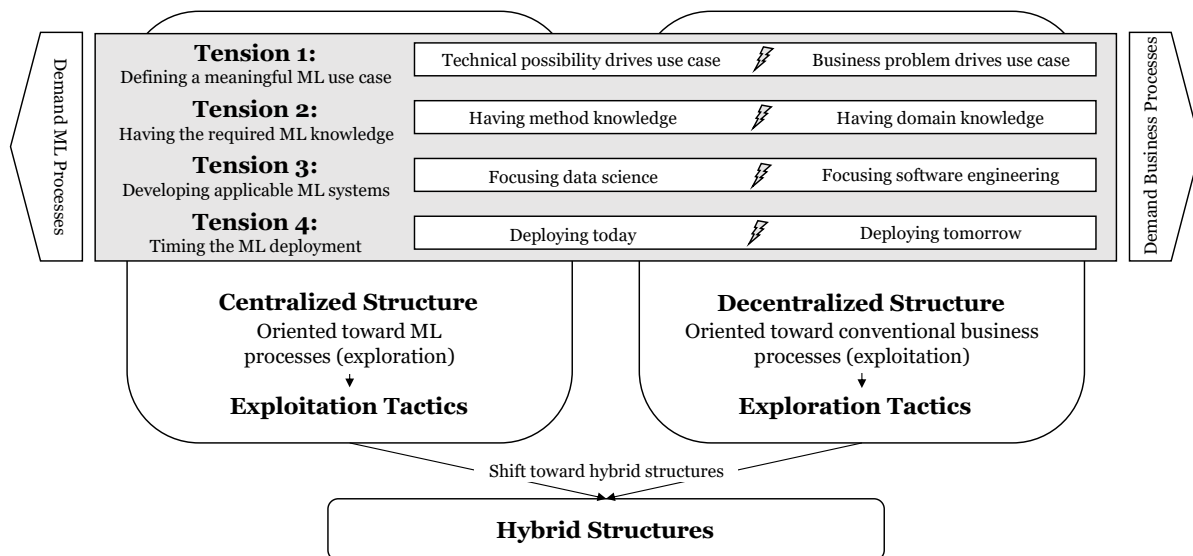 Demand ML Processes
Tension 1:
Defining a meaningful ML use case
Technical possibility drives use case
Business problem drives use case
Tension 2:
Having the required ML knowledge
Having method knowledge
Having domain knowledge
Tension 3:
Developing applicable ML systems
Focusing data science
Focusing software engineering
Tension 4:
Timing the ML deployment
Deploying today
Deploying tomorrow
Demand Business Processes
Centralized Structure
Oriented toward ML
processes (exploration)
Exploitation Tactics
Decentralized Structure
Oriented toward conventional business
processes (exploitation)
Exploration Tactics
Shift toward hybrid structures
Hybrid Structures